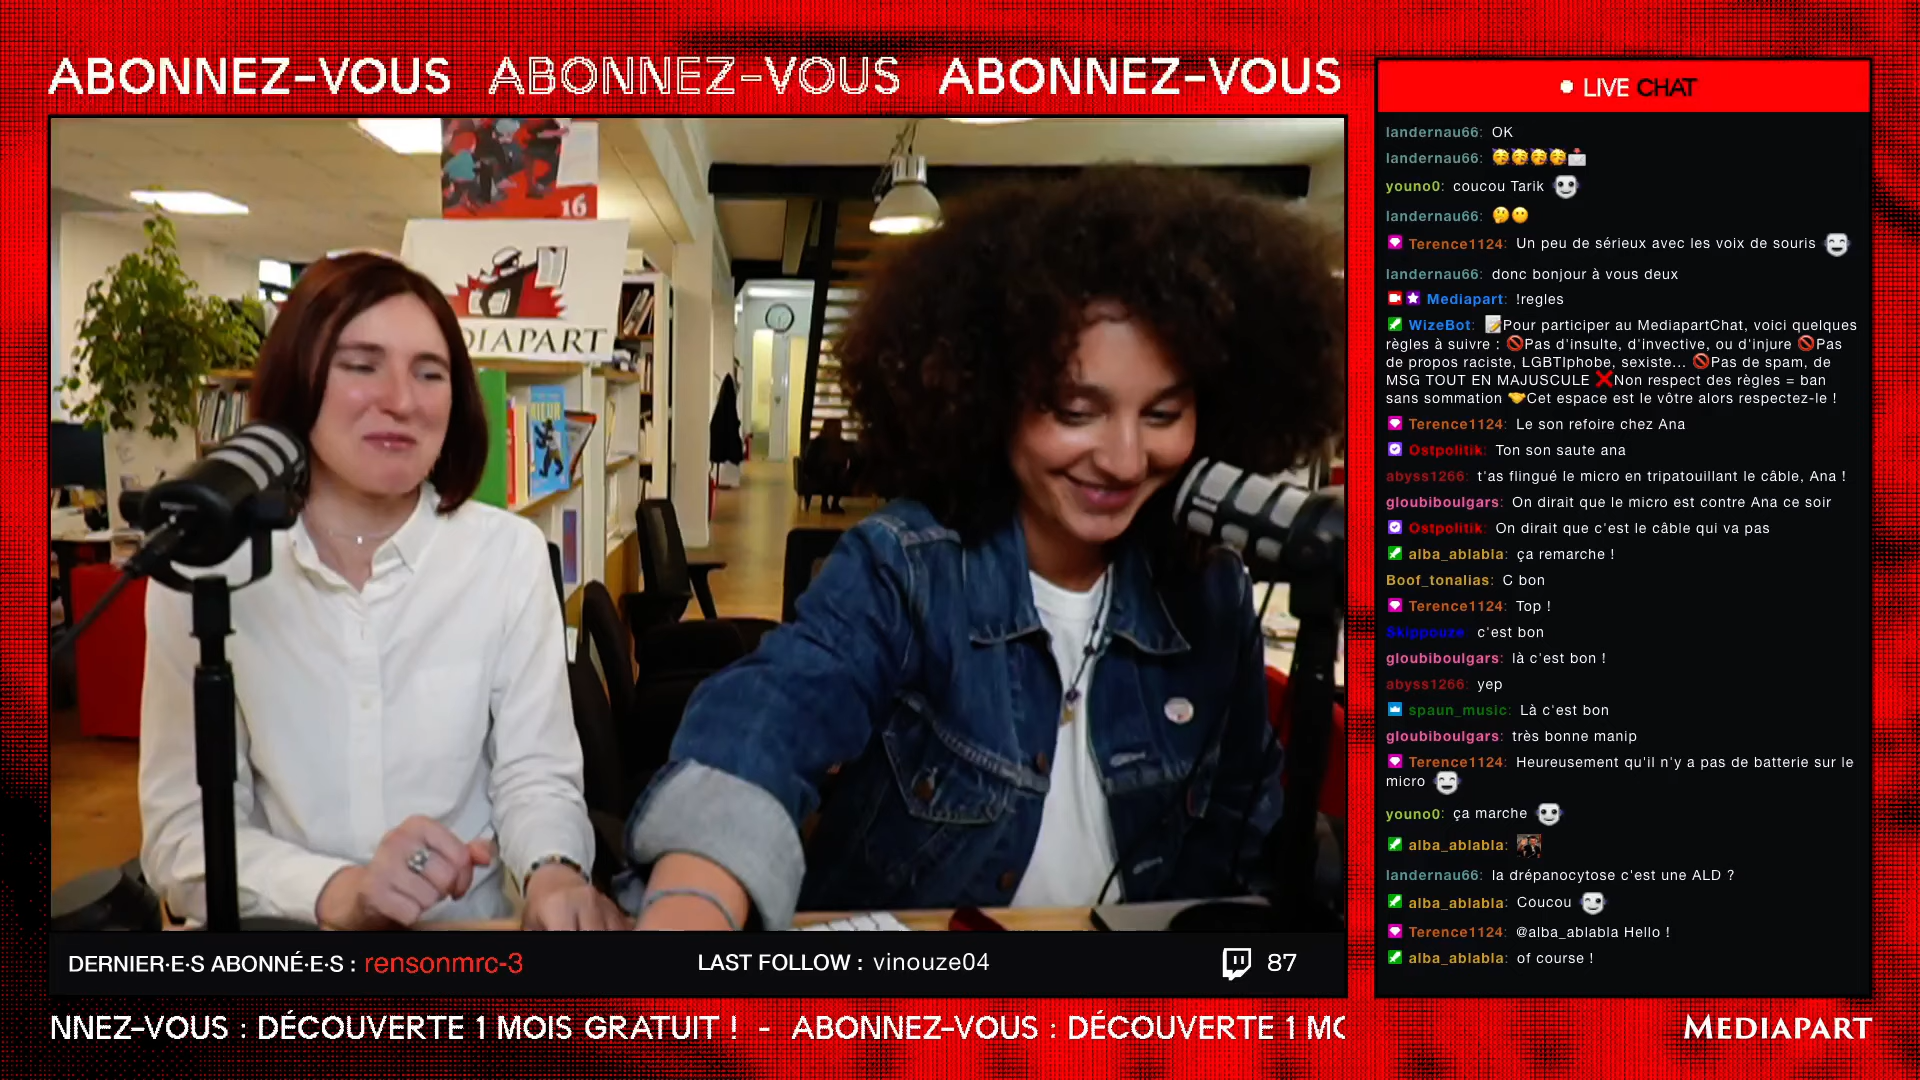 ABONNEZ-VOUS ABONNEZ-VOUS ABONNEZ-VOUS
16
DIAPART
DERNIER·E·S ABONNÉ·E·S : rensonmrc-3
LAST FOLLOW : vinouze04
87
NNEZ-VOUS : DÉCOUVERTE 1 MOIS GRATUIT ! - ABONNEZ-VOUS : DÉCOUVERTE 1 MO
LIVE CHAT
landernau66: OK
landernau66: 🥳🥳🥳🥳📩
youno0: coucou Tarik
landernau66: 🤔😶
Terence1124: Un peu de sérieux avec les voix de souris
landernau66: donc bonjour à vous deux
Mediapart: !regles
WizeBot: 📝Pour participer au MediapartChat, voici quelques
règles à suivre : 🚫Pas d'insulte, d'invective, ou d'injure 🚫Pas
de propos raciste, LGBTIphobe, sexiste... 🚫Pas de spam, de
MSG TOUT EN MAJUSCULE ❌Non respect des règles = ban
sans sommation 🤝Cet espace est le vôtre alors respectez-le !
Terence1124: Le son refoire chez Ana
Ostpolitik: Ton son saute ana
abyss1266: t'as flingué le micro en tripatouillant le câble, Ana !
gloubiboulgars: On dirait que le micro est contre Ana ce soir
Ostpolitik: On dirait que c'est le câble qui va pas
alba_ablabla: ça remarche !
Boof_tonalias: C bon
Terence1124: Top !
Skippouze: c'est bon
gloubiboulgars: là c'est bon !
abyss1266: yep
spaun_music: Là c'est bon
gloubiboulgars: très bonne manip
Terence1124: Heureusement qu'il n'y a pas de batterie sur le
micro
youno0: ça marche
alba_ablabla:
landernau66: la drépanocytose c'est une ALD ?
alba_ablabla: Coucou
Terence1124: @alba_ablabla Hello !
alba_ablabla: of course !
MEDIAPART